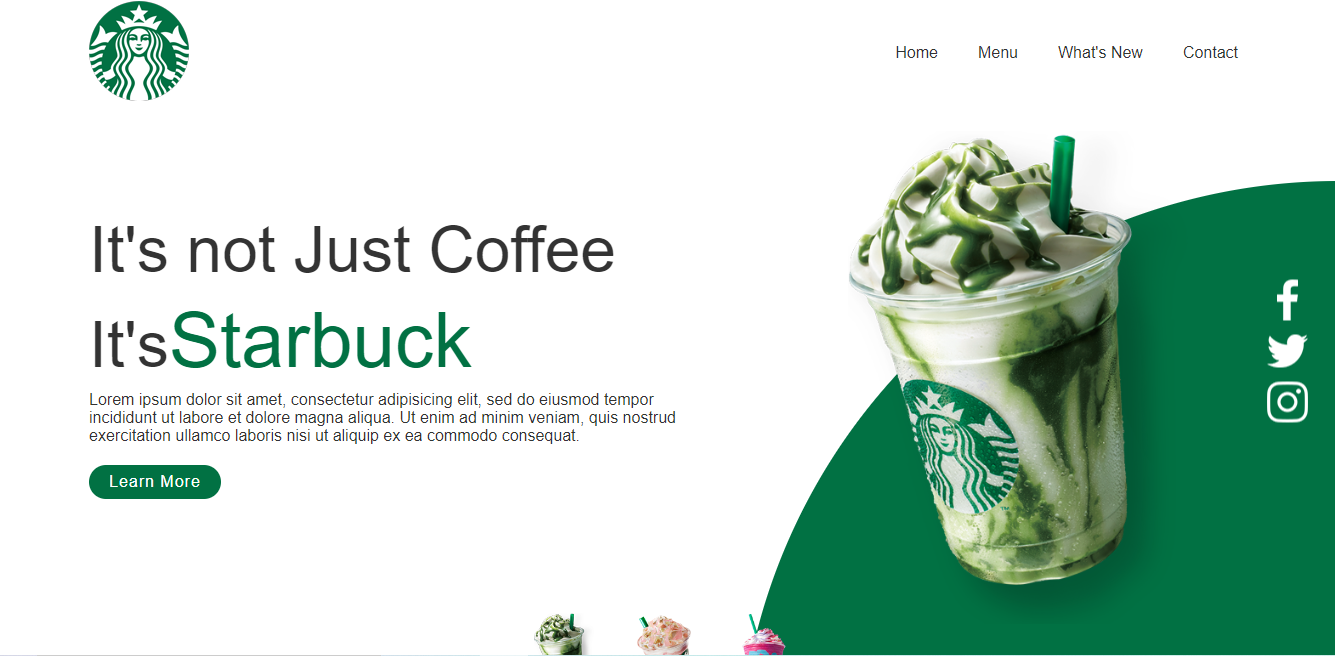 Home Menu What's New Contact
It's not Just Coffee
It'sStarbuck
Lorem ipsum dolor sit amet, consectetur adipisicing elit, sed do eiusmod tempor
incididunt ut labore et dolore magna aliqua. Ut enim ad minim veniam, quis nostrud
exercitation ullamco laboris nisi ut aliquip ex ea commodo consequat.
Learn More